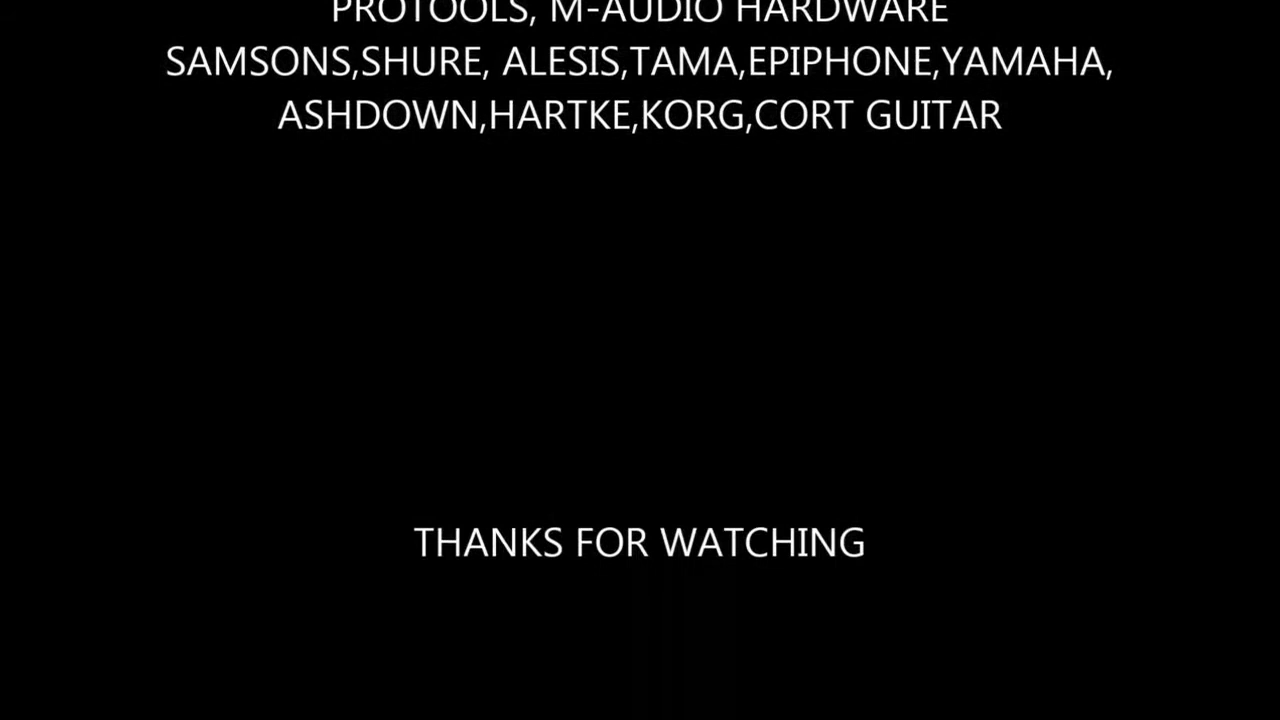 PROTOOLS, M-AUDIO HARDWARE
SAMSONS,SHURE, ALESIS,TAMA,EPIPHONE,YAMAHA,
ASHDOWN,HARTKE,KORG,CORT GUITAR
THANKS FOR WATCHING